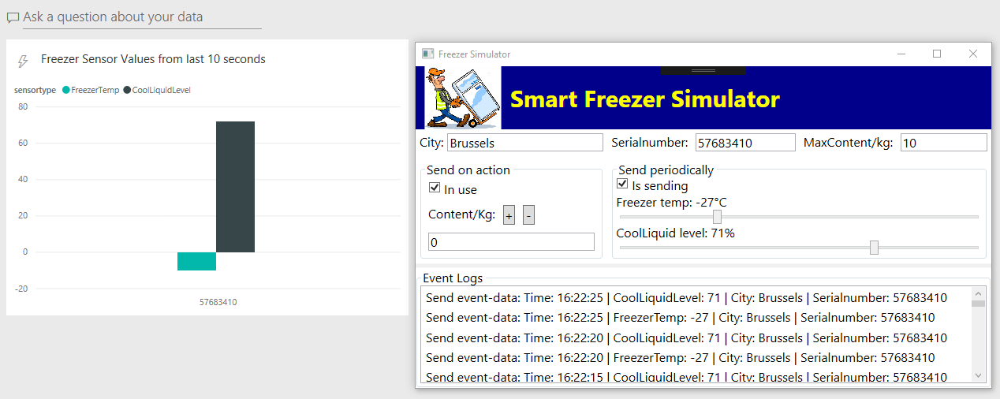 Ask a question about your data
Freezer Sensor Values from last 10 seconds
sensortype FreezerTemp CoolLiquidLevel
80
60
40
20
0
-20
57683410
Freezer Simulator
Smart Freezer Simulator
City: Brussels Serialnumber: 57683410 MaxContent/kg: 10
Send on action
In use
Content/Kg: + -
0
Send periodically
Is sending
Freezer temp: -27°C
CoolLiquid level: 71%
Event Logs
Send event-data: Time: 16:22:25 | CoolLiquidLevel: 71 | City: Brussels | Serialnumber: 57683410
Send event-data: Time: 16:22:25 | FreezerTemp: -27 | City: Brussels | Serialnumber: 57683410
Send event-data: Time: 16:22:20 | CoolLiquidLevel: 71 | City: Brussels | Serialnumber: 57683410
Send event-data: Time: 16:22:20 | FreezerTemp: -27 | City: Brussels | Serialnumber: 57683410
Send event-data: Time: 16:22:15 | CoolLiquidLevel: 71 | City: Brussels | Serialnumber: 57683410